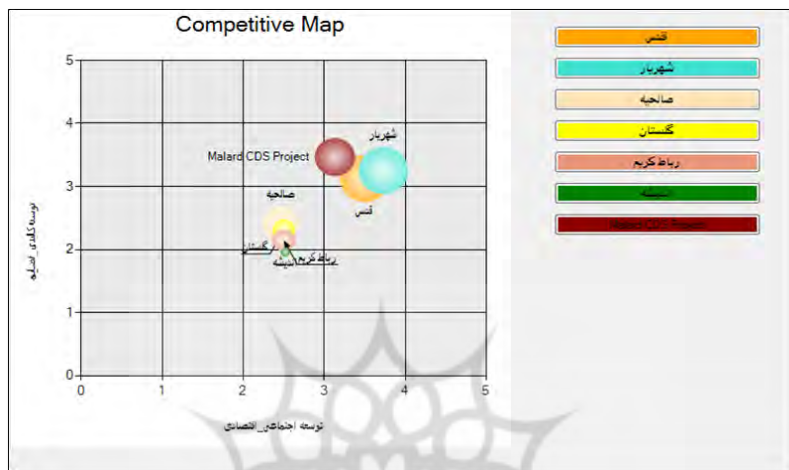 Competitive Map
5
4
3
2
1
0
0 1 2 3 4 5
شهریار
Malard CDS Project
قدس
صالحیه
گلستان
رباط کریم
اندیشه
توسعه کالبدی_
توسعه اجتماعی_اقتصادی
قدس
شهریار
صالحیه
گلستان
رباط کریم
اندیشه
Malard CDS Project